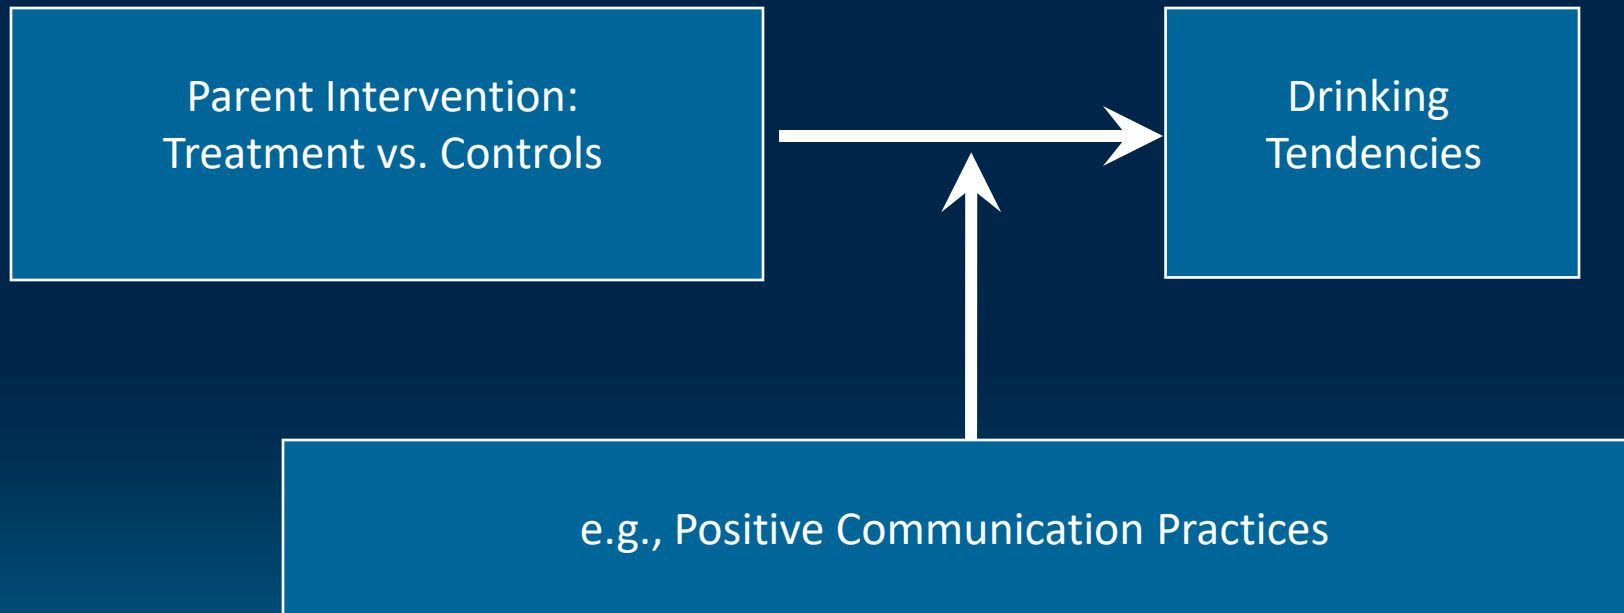 Parent Intervention:
Treatment vs. Controls
Drinking
Tendencies
e.g., Positive Communication Practices